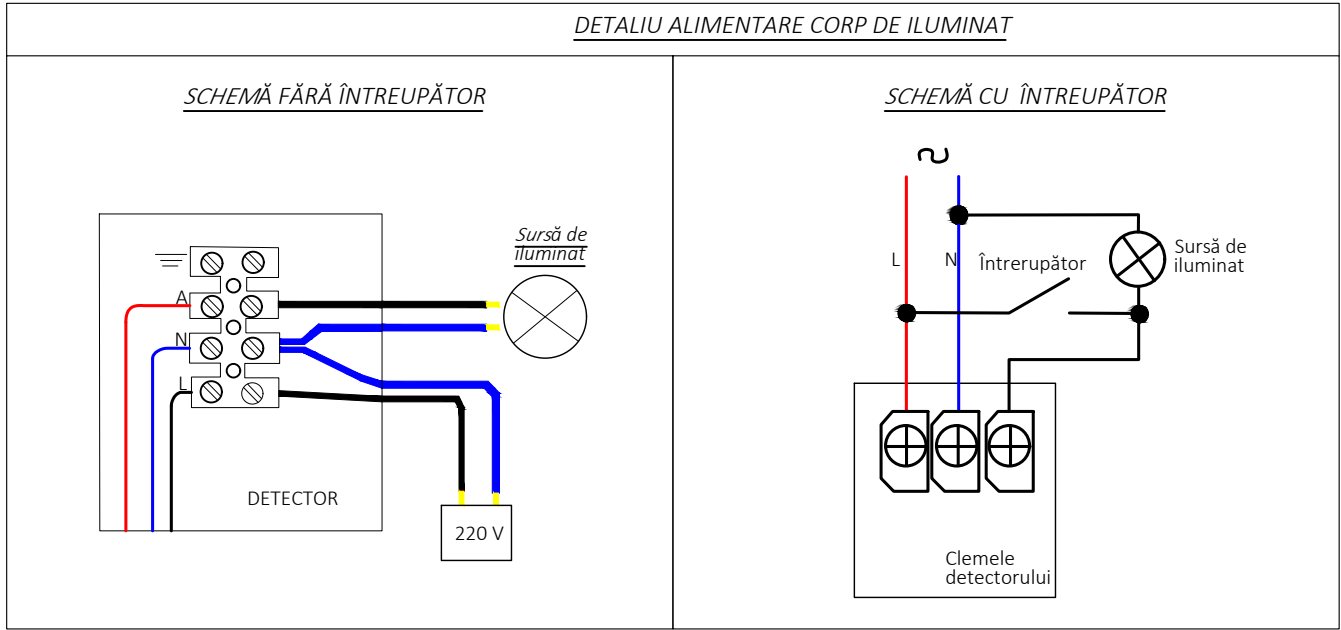 DETALIU ALIMENTARE CORP DE ILUMINAT
SCHEMĂ FĂRĂ ÎNTREUPĂTOR
Sursă de
iluminat
A
N
L
DETECTOR
220 V
SCHEMĂ CU ÎNTREUPĂTOR
L
N
Întrerupător
Sursă de
iluminat
Clemele
detectorului